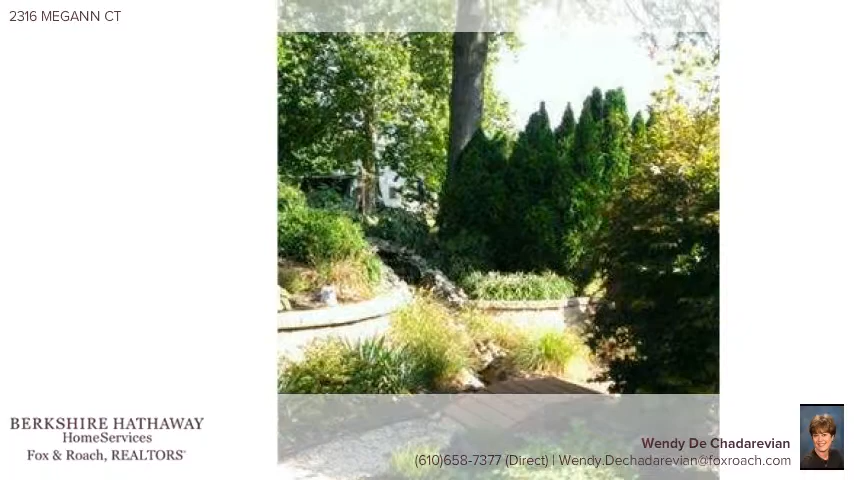 2316 MEGANN CT
BERKSHIRE HATHAWAY
HomeServices
Fox & Roach, REALTORS®
Wendy De Chadarevian
(610)658-7377 (Direct) | Wendy.Dechadarevian@foxroach.com